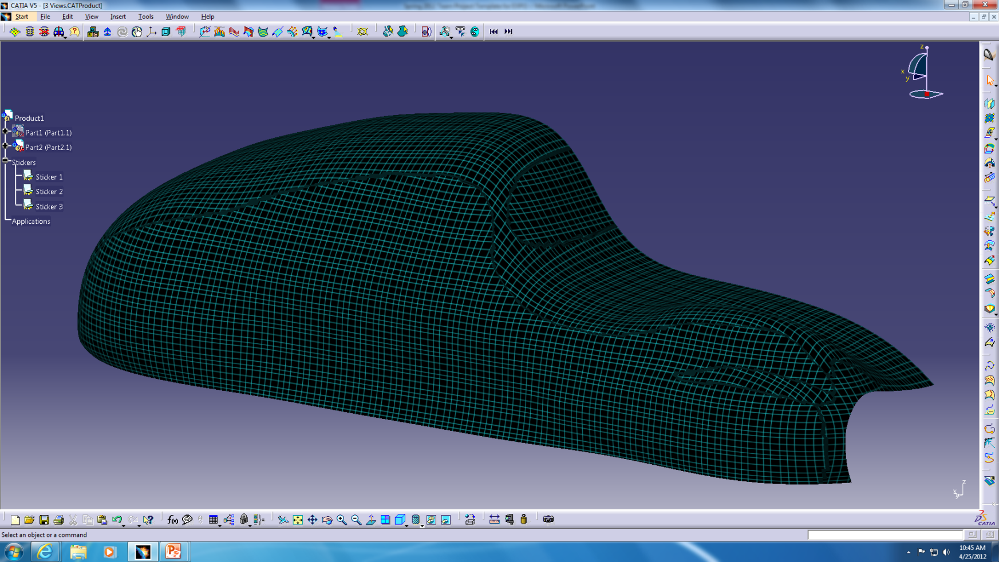 CATIA V5 - [3 Views.CATProduct]
Start File Edit View Insert Tools Window Help
z
x
y
Product1
Part1 (Part1.1)
Part2 (Part2.1)
Stickers
Sticker 1
Sticker 2
Sticker 3
Applications
z
x
y
f(x)
CATIA
Select an object or a command
10:45 AM
4/25/2012